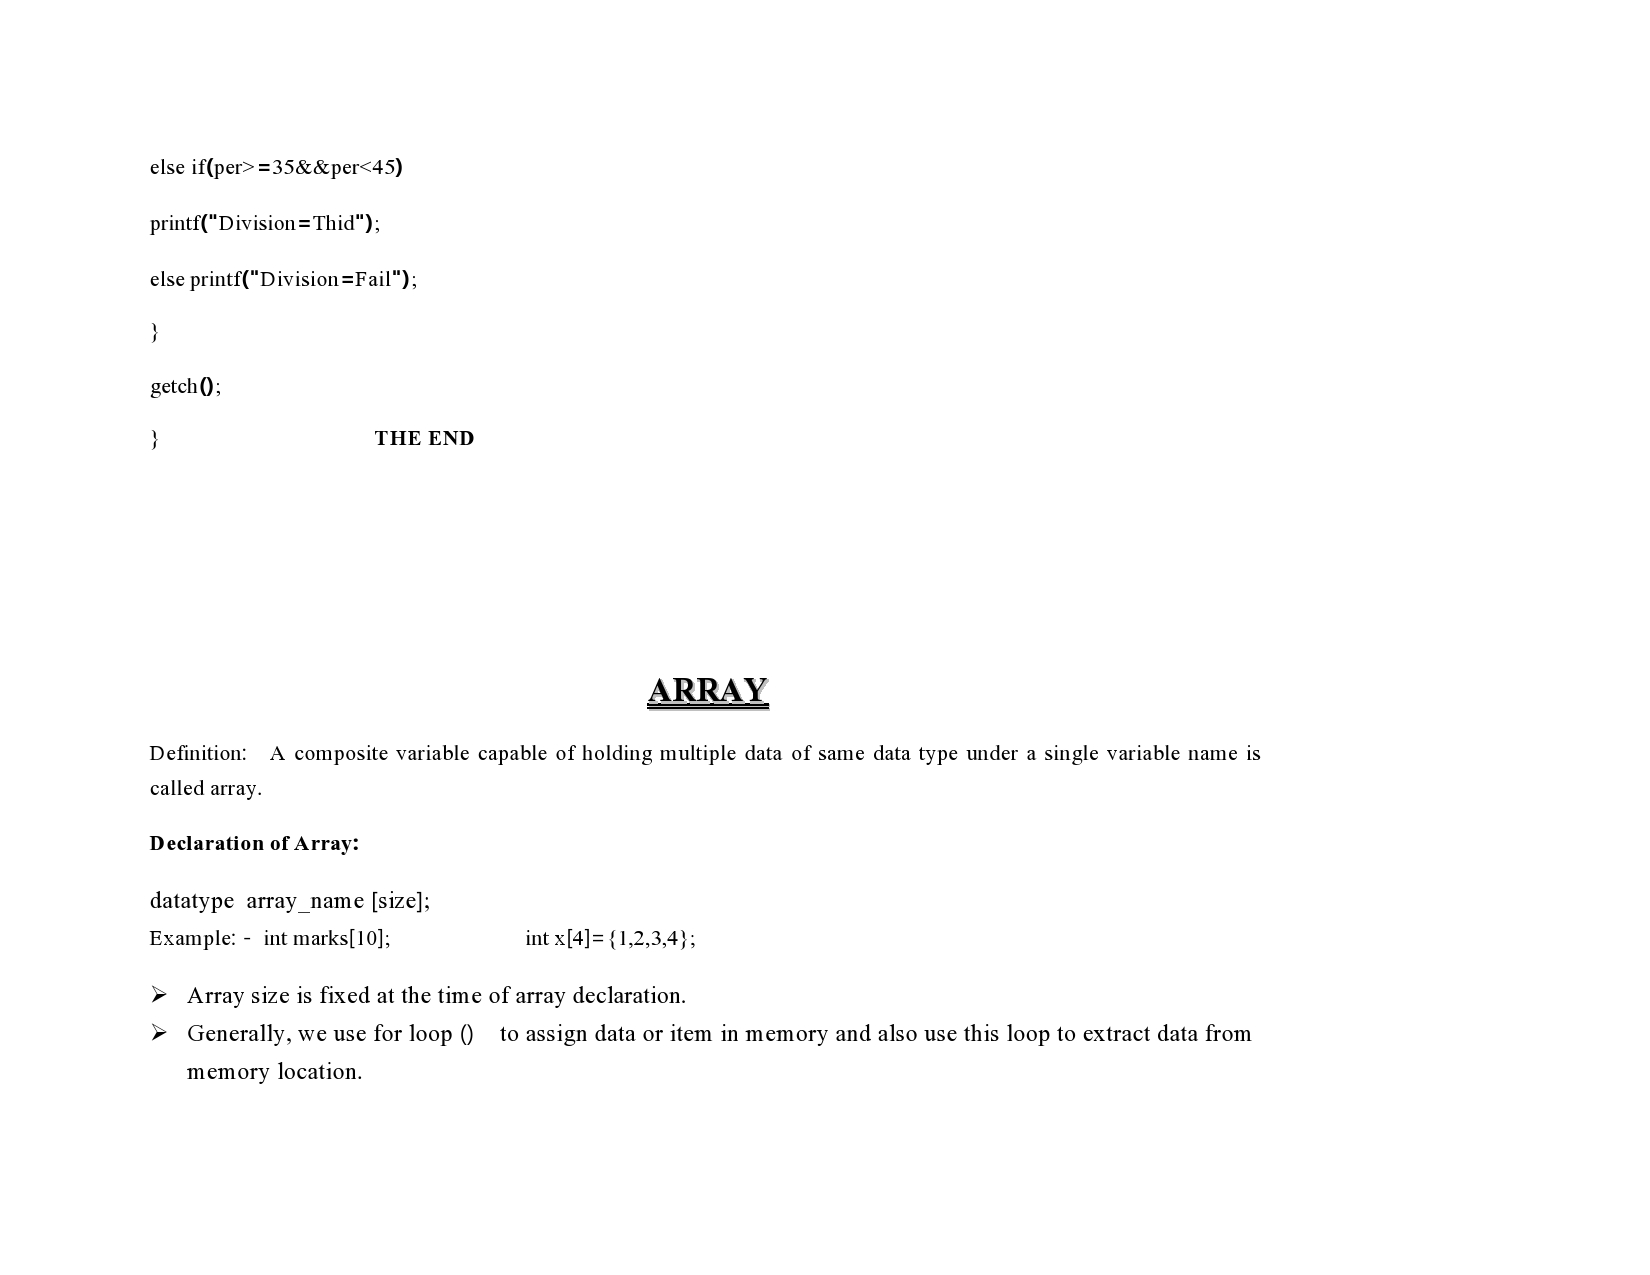 else if(per>=35&&per<45)
printf("Division=Thid");
else printf("Division=Fail");
}
getch();
} THE END
ARRAY
Definition: A composite variable capable of holding multiple data of same data type under a single variable name is
called array.
Declaration of Array:
datatype array_name [size];
Example: - int marks[10]; int x[4]={1,2,3,4};
➢ Array size is fixed at the time of array declaration.
➢ Generally, we use for loop () to assign data or item in memory and also use this loop to extract data from
memory location.